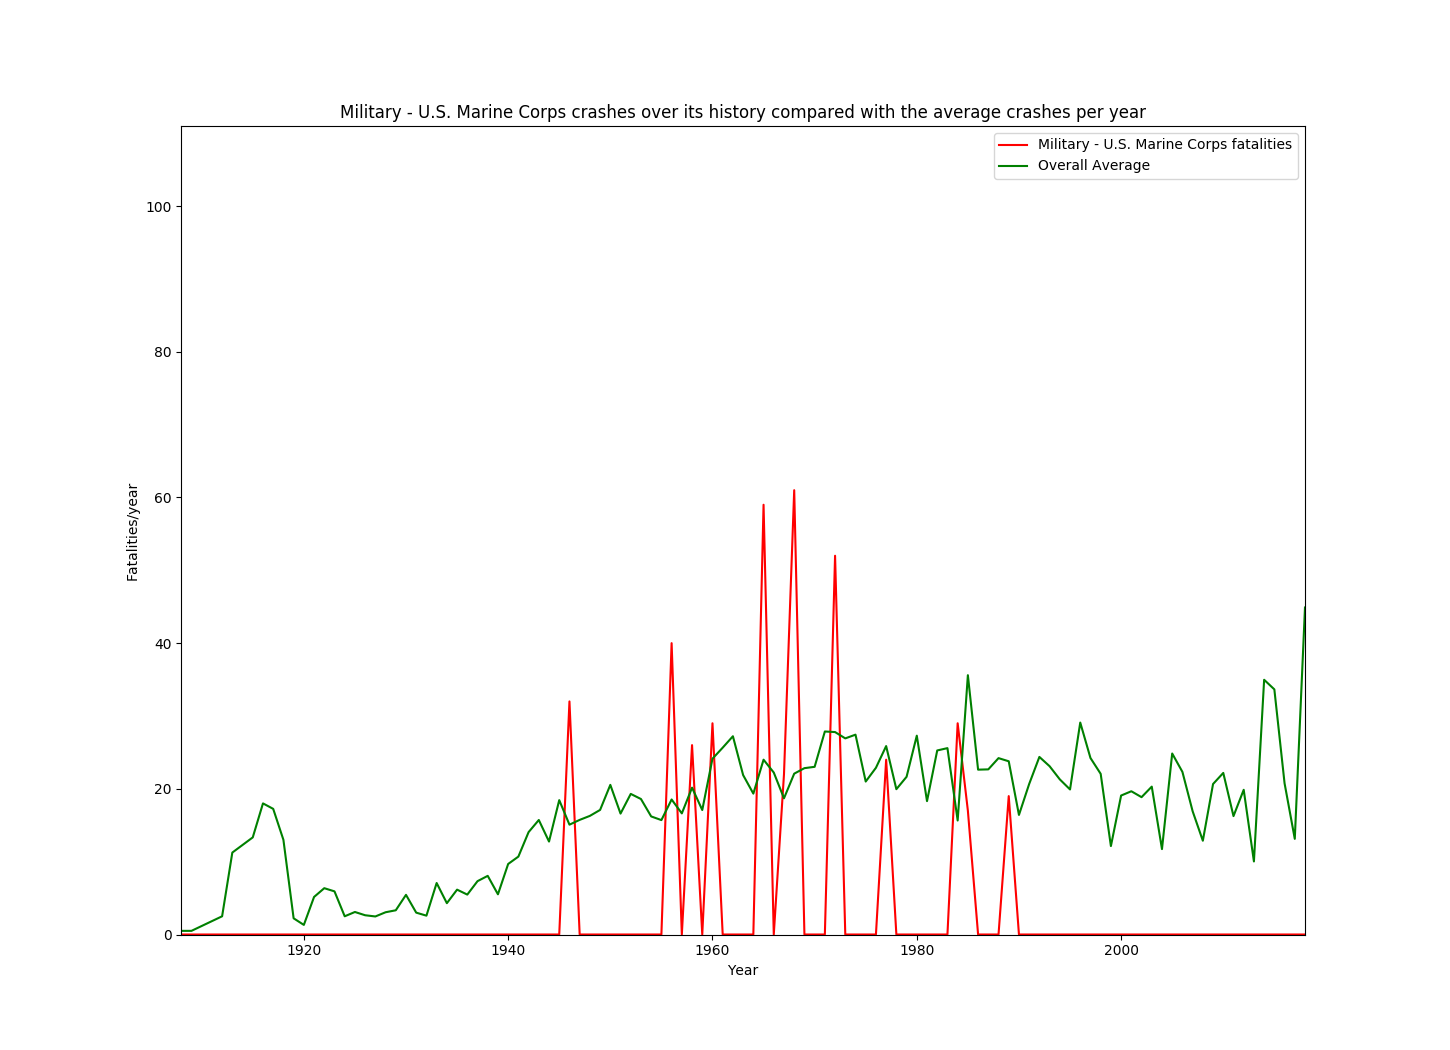 Military - U.S. Marine Corps crashes over its history compared with the average crashes per year
Military - U.S. Marine Corps fatalities
Overall Average
100
80
60
40
20
0
Fatalities/year
1920 1940 1960 1980 2000
Year